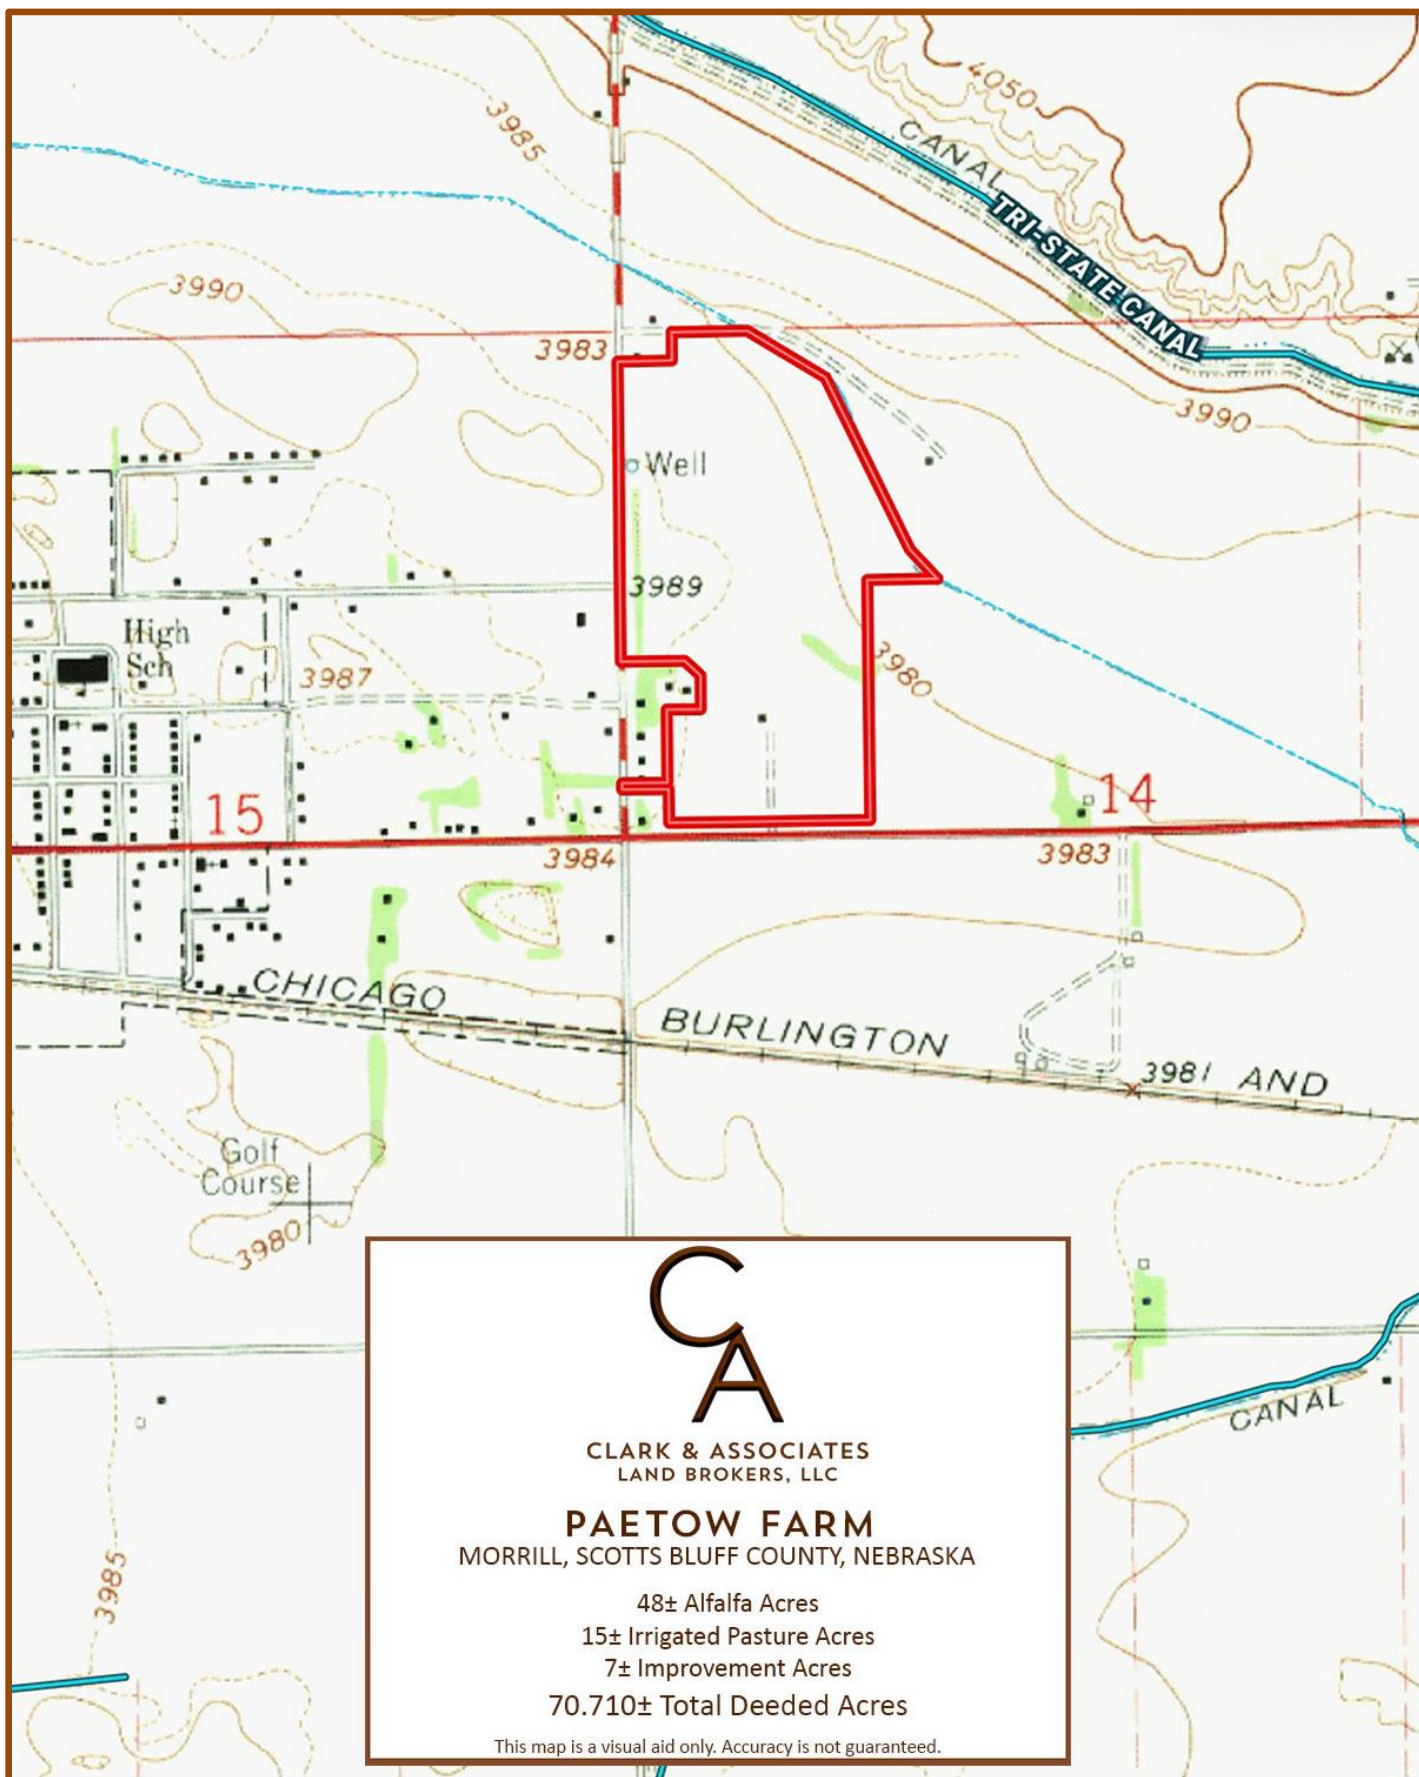 4050
3985
CANAL
TRI-STATE CANAL
3990
3983
3990
Well
3989
High
Sch
3987
3980
15
14
3984
3983
CHICAGO
BURLINGTON
3981
AND
Golf
Course
3980
CANAL
3985
CA
CLARK & ASSOCIATES
LAND BROKERS, LLC
PAETOW FARM
MORRILL, SCOTTS BLUFF COUNTY, NEBRASKA
48± Alfalfa Acres
15± Irrigated Pasture Acres
7± Improvement Acres
70.710± Total Deeded Acres
This map is a visual aid only. Accuracy is not guaranteed.